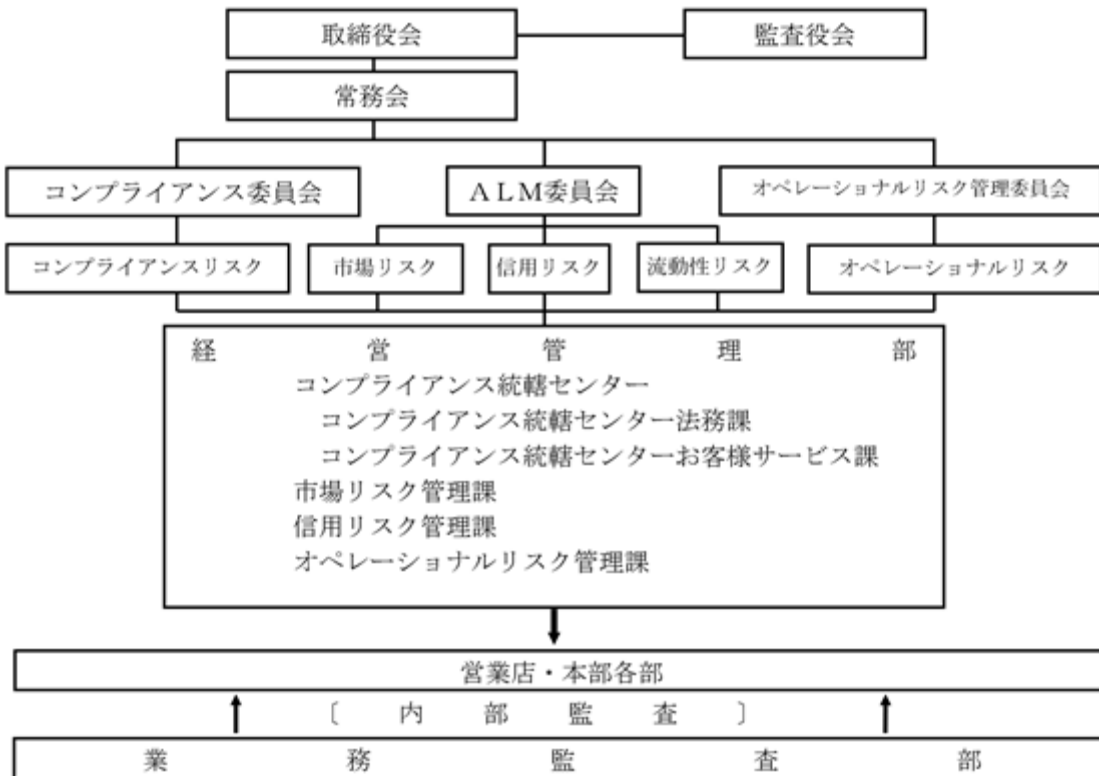 取締役会
監査役会
常務会
コンプライアンス委員会
ＡＬＭ委員会
オペレーショナルリスク管理委員会
コンプライアンスリスク
市場リスク
信用リスク
流動性リスク
オペレーショナルリスク
経営管理部
コンプライアンス統轄センター
コンプライアンス統轄センター法務課
コンプライアンス統轄センターお客様サービス課
市場リスク管理課
信用リスク管理課
オペレーショナルリスク管理課
営業店・本部各部
〔内部監査〕
業務監査部